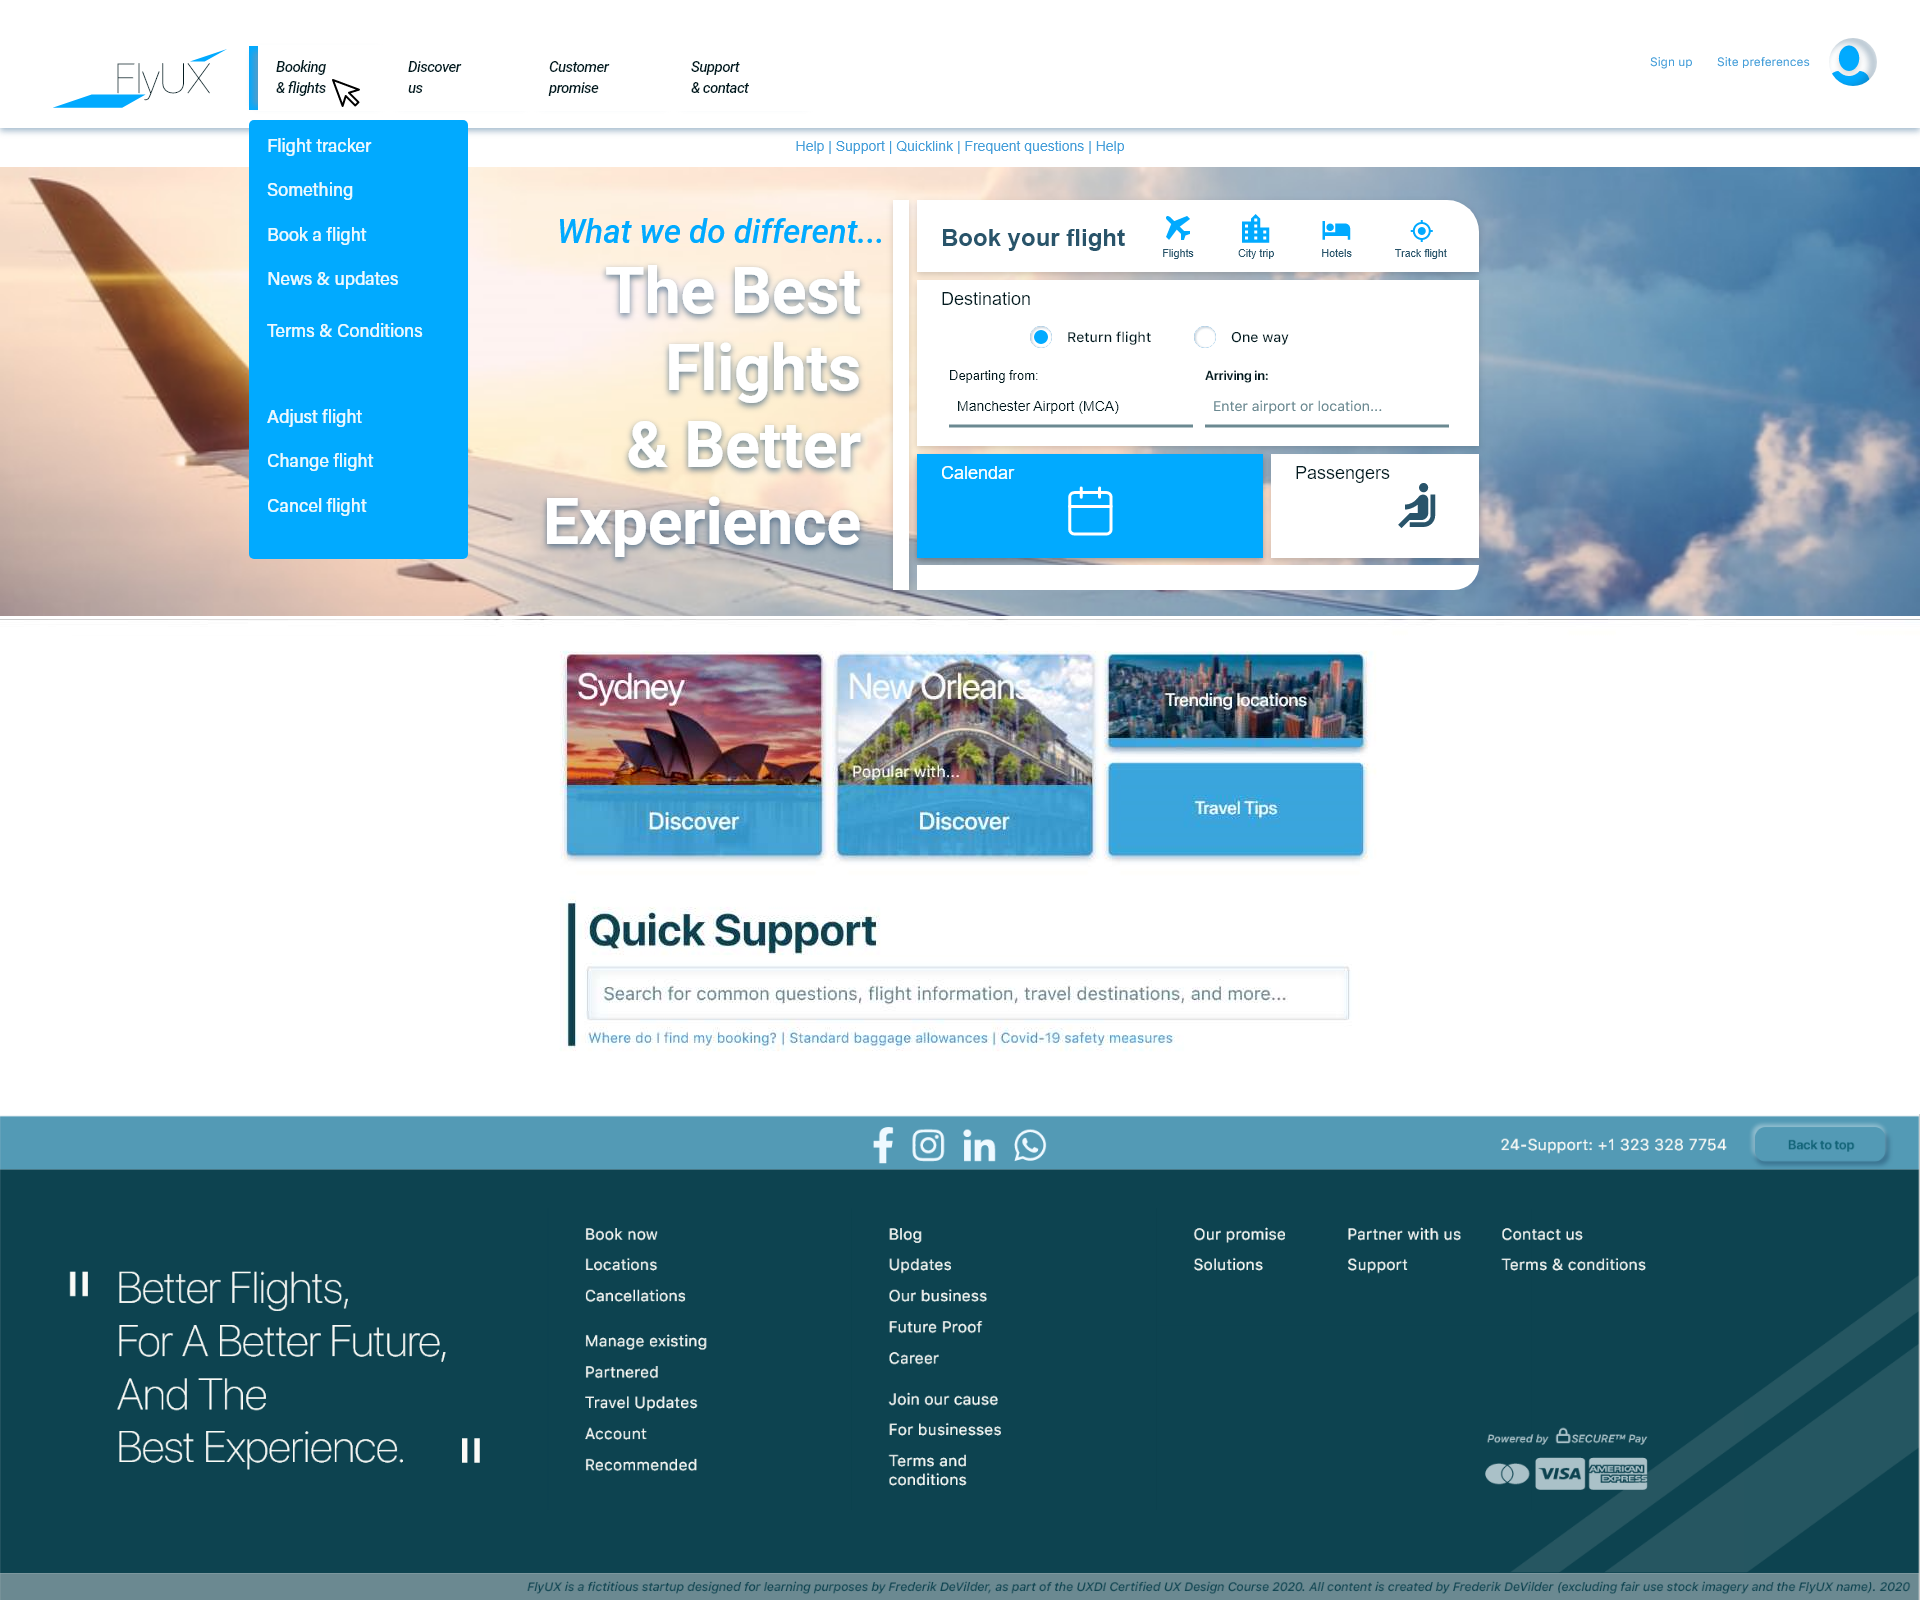 FlyUX
Booking
& flights
Discover
us
Customer
promise
Support
& contact
Sign up
Site preferences
Help | Support | Quicklink | Frequent questions | Help
Flight tracker
Something
Book a flight
News & updates
Terms & Conditions
Adjust flight
Change flight
Cancel flight
What we do different...
The Best
Flights
& Better
Experience
Book your flight
Flights
City trip
Hotels
Track flight
Destination
Return flight
One way
Departing from:
Arriving in:
Manchester Airport (MCA)
Enter airport or location...
Calendar
Passengers
Sydney
Discover
New Orleans
Popular with...
Discover
Trending locations
Travel Tips
Quick Support
Search for common questions, flight information, travel destinations, and more...
Where do I find my booking? | Standard baggage allowances | Covid-19 safety measures
24-Support: +1 323 328 7754
Back to top
Better Flights,
For A Better Future,
And The
Best Experience.
Book now
Locations
Cancellations
Manage existing
Partnered
Travel Updates
Account
Recommended
Blog
Updates
Our business
Future Proof
Career
Join our cause
For businesses
Terms and
conditions
Our promise
Solutions
Partner with us
Support
Contact us
Terms & conditions
Powered by SECURE™ Pay
VISA
AMERICAN
EXPRESS
FlyUX is a fictitious startup designed for learning purposes by Frederik DeVilder, as part of the UXDI Certified UX Design Course 2020. All content is created by Frederik DeVilder (excluding fair use stock imagery and the FlyUX name). 2020